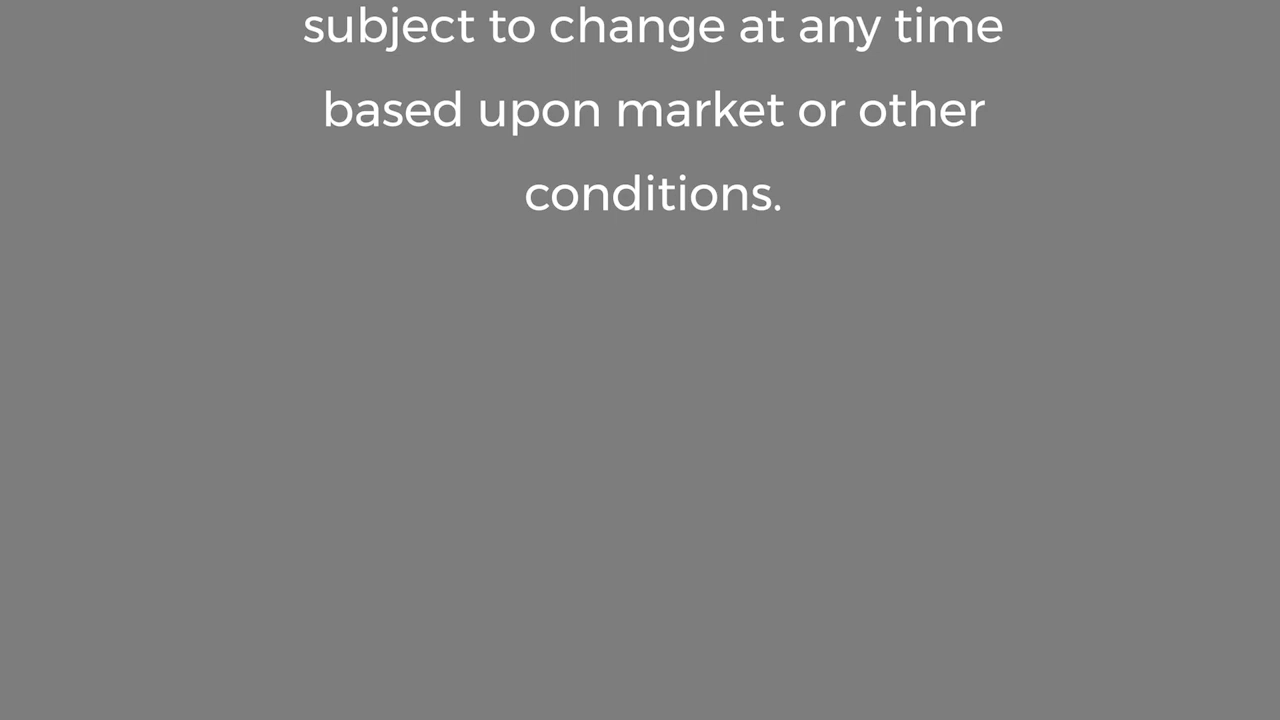 subject to change at any time
based upon market or other
conditions.